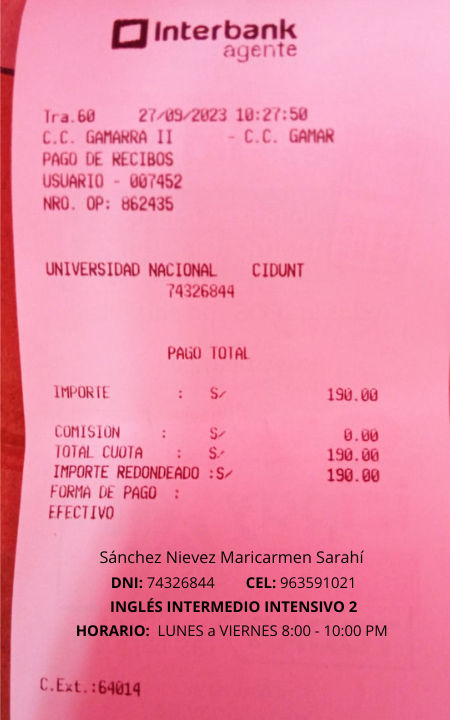 Interbank
agente
Tra.60 27/09/2023 10:27:50
C.C. GAMARRA II - C.C. GAMAR
PAGO DE RECIBOS
USUARIO - 007452
NRO. OP: 862435
UNIVERSIDAD NACIONAL CIDUNT
74326844
PAGO TOTAL
IMPORTE : S/ 190.00
COMISION : S/ 0.00
TOTAL CUOTA : S/ 190.00
IMPORTE REDONDEADO :S/ 190.00
FORMA DE PAGO :
EFECTIVO
Sánchez Nievez Maricarmen Sarahí
DNI: 74326844 CEL: 963591021
INGLÉS INTERMEDIO INTENSIVO 2
HORARIO: LUNES a VIERNES 8:00 - 10:00 PM
C.Ext.:64014